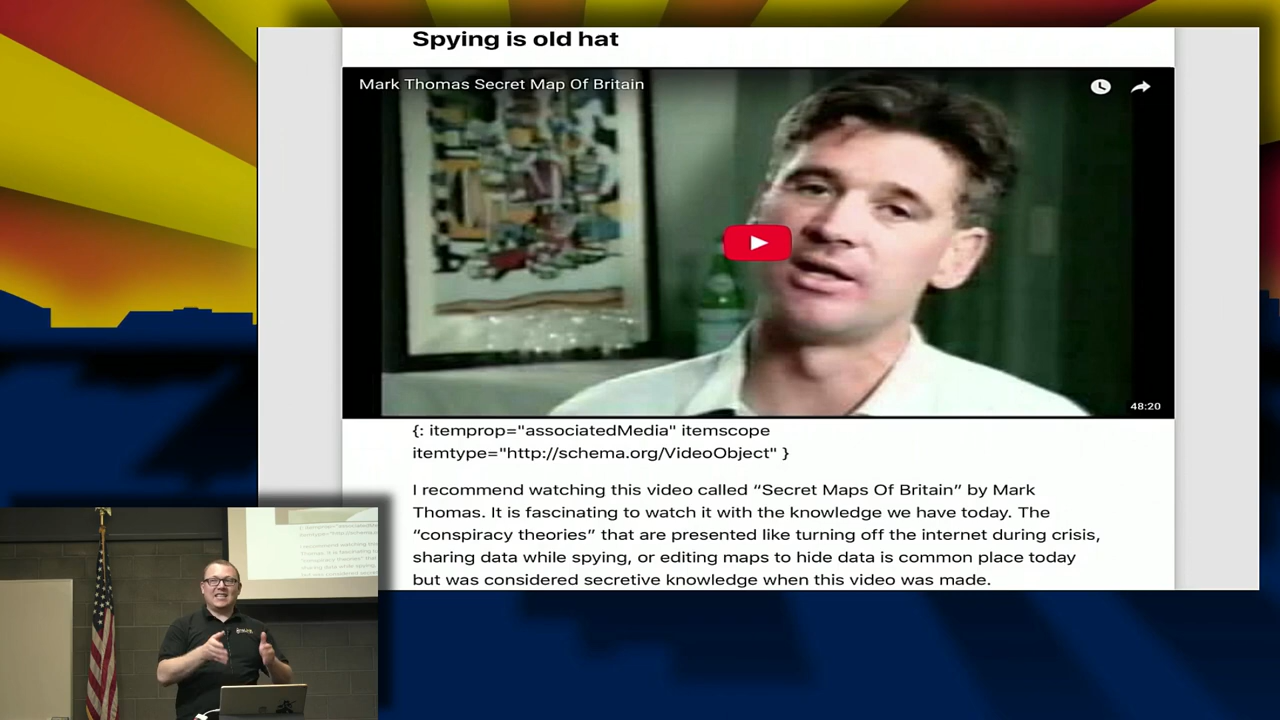 Spying is old hat
Mark Thomas Secret Map Of Britain
48:20
{: itemprop="associatedMedia" itemscope
itemtype="http://schema.org/VideoObject" }
I recommend watching this video called “Secret Maps Of Britain” by Mark
Thomas. It is fascinating to watch it with the knowledge we have today. The
“conspiracy theories” that are presented like turning off the internet during crisis,
sharing data while spying, or editing maps to hide data is common place today
but was considered secretive knowledge when this video was made.